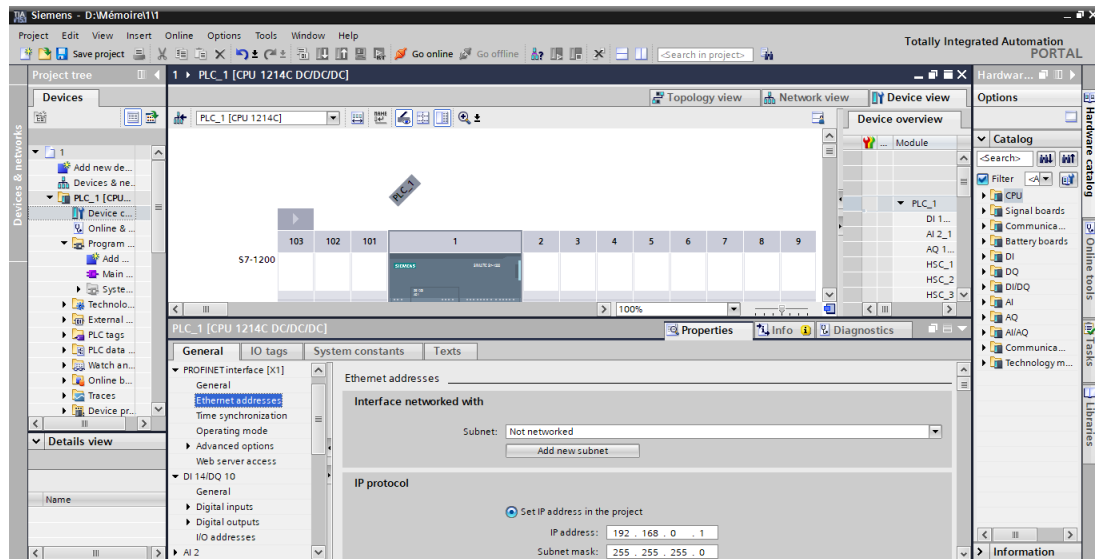 Siemens - D:\Mémoire\1\1
Project Edit View Insert Online Options Tools Window Help
Save project Go online Go offline <Search in project>
Totally Integrated Automation
PORTAL
Project tree
Devices
Devices & networks
1
Add new de...
Devices & ne...
PLC_1 [CPU...
Device c...
Online & ...
Program ...
Add ...
Main ...
Syste...
Technolo...
External ...
PLC tags
PLC data ...
Watch an...
Online b...
Traces
Device pr...
Details view
Name
1 PLC_1 [CPU 1214C DC/DC/DC]
Topology view Network view Device view
PLC_1 [CPU 1214C]
PLC_1
103 102 101 1 2 3 4 5 6 7 8 9
S7-1200
SIEMENS
100%
Device overview
... Module
PLC_1
DI 1...
AI 2_1
AQ 1...
HSC_1
HSC_2
HSC_3
PLC_1 [CPU 1214C DC/DC/DC]
Properties Info Diagnostics
General IO tags System constants Texts
PROFINET interface [X1]
General
Ethernet addresses
Time synchronization
Operating mode
Advanced options
Web server access
DI 14/DQ 10
General
Digital inputs
Digital outputs
I/O addresses
AI 2
Ethernet addresses
Interface networked with
Subnet: Not networked
Add new subnet
IP protocol
Set IP address in the project
IP address: 192 . 168 . 0 . 1
Subnet mask: 255 . 255 . 255 . 0
Hardwar...
Options
Catalog
<Search>
Filter <A
CPU
Signal boards
Communica...
Battery boards
DI
DQ
DI/DQ
AI
AQ
AI/AQ
Communica...
Technology m...
Information
Hardware catalog
Online tools
Tasks
Libraries